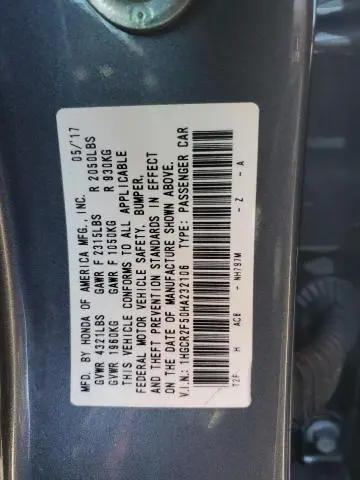 MFD. BY HONDA OF AMERICA MFG., INC. 05/17
GVWR 4321LBS GAWR F 2315LBS R 2050LBS
GVWR 1960KG GAWR F 1050KG R 930KG
THIS VEHICLE CONFORMS TO ALL APPLICABLE
FEDERAL MOTOR VEHICLE SAFETY, BUMPER,
AND THEFT PREVENTION STANDARDS IN EFFECT
ON THE DATE OF MANUFACTURE SHOWN ABOVE.
V.I.N.: 1HGCR2F50HA232106 TYPE: PASSENGER CAR
T2F- H AC8 - NH797M - Z - A